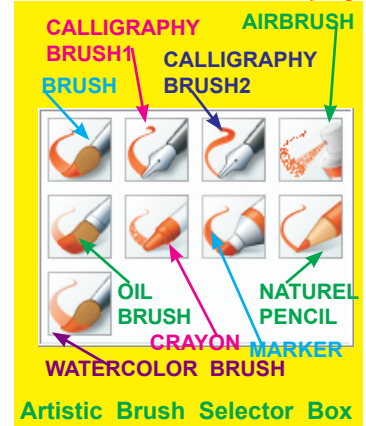 AIRBRUSH
CALLIGRAPHY
BRUSH1
CALLIGRAPHY
BRUSH2
BRUSH
OIL
BRUSH
NATUREL
PENCIL
CRAYON
MARKER
WATERCOLOR BRUSH
Artistic Brush Selector Box